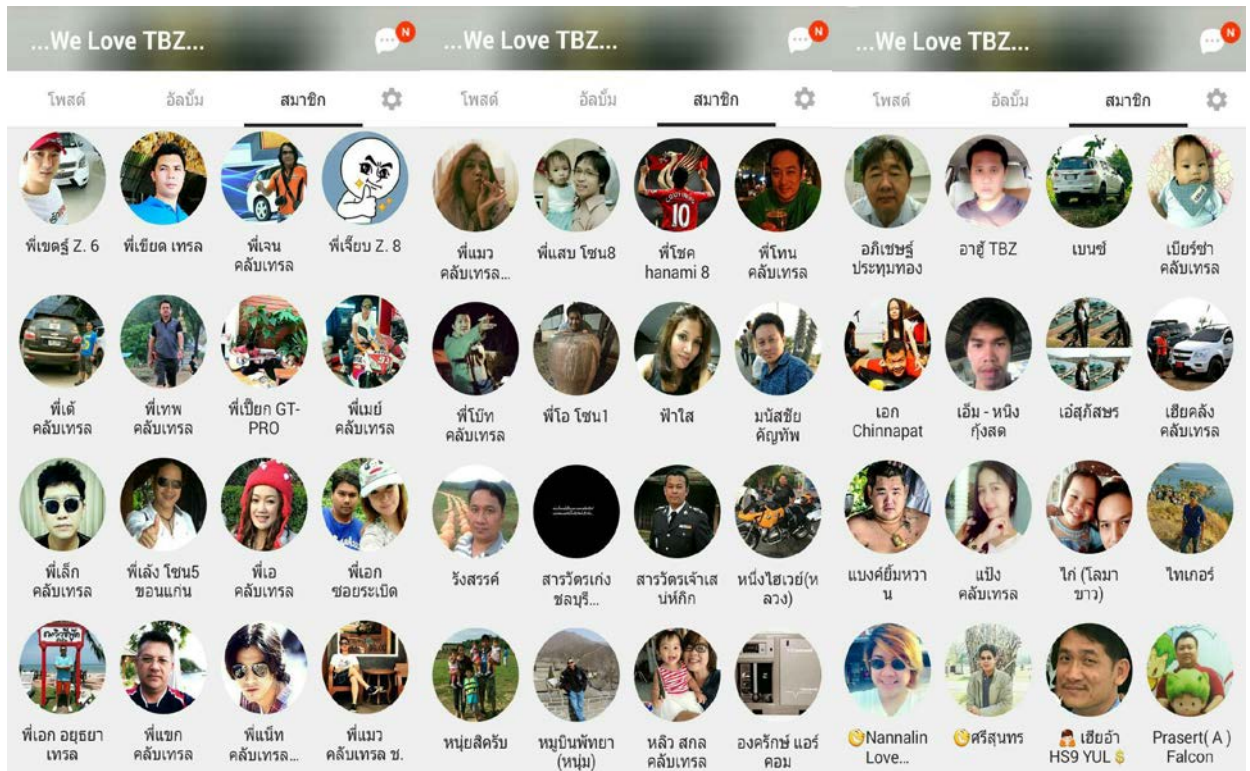 ...We Love TBZ...
N
โพสต์ อัลบั้ม สมาชิก
พี่เขตฐ์ Z. 6
พี่เขียด เทรล
พี่เจน
คลับเทรล
พี่เจี๊ยบ Z. 8
พี่เต้
คลับเทรล
พี่เทพ
คลับเทรล
พี่เปี๊ยก GT-
PRO
พี่เมย์
คลับเทรล
พี่เล็ก
คลับเทรล
พี่เล้ง โซน5
ขอนแก่น
พี่เอ
คลับเทรล
พี่เอก
ซอยระเบิด
พี่เอก อยุธยา
เทรล
พี่แขก
คลับเทรล
พี่แน็ท
คลับเทรล...
พี่แมว
คลับเทรล ช.
...We Love TBZ...
N
โพสต์ อัลบั้ม สมาชิก
พี่แมว
คลับเทรล...
พี่แสบ โซน8
พี่โชค
hanami 8
10
พี่โทน
คลับเทรล
พี่โบ๊ท
คลับเทรล
พี่โอ โซน1
ฟ้าใส
มนัสชัย
คัญทัพ
รังสรรค์
สารวัตรเก่ง
ชลบุรี...
สารวัตรเจ้าเส
น่ห์กิก
หนึ่งไฮเวย์(ห
ลวง)
หนุ่ยสิครับ
หมูบินพัทยา
(หนุ่ม)
หลิว สกล
คลับเทรล
องครักษ์ แอร์
คอม
...We Love TBZ...
N
โพสต์ อัลบั้ม สมาชิก
อภิเชษฐ์
ประทุมทอง
อาฮู้ TBZ
เบนซ์
เบียร์ซ่า
คลับเทรล
เอก
Chinnapat
เอ็ม - หนิง
กุ้งสด
เอ๋สุภัสษร
เฮียคลัง
คลับเทรล
แบงค์ยิ้มหวา
น
แป้ง
คลับเทรล
ไก่ (โลมา
ขาว)
ไทเกอร์
Nannalin
Love...
ศรีสุนทร
เฮียอ๋า
HS9 YUL
Prasert( A )
Falcon